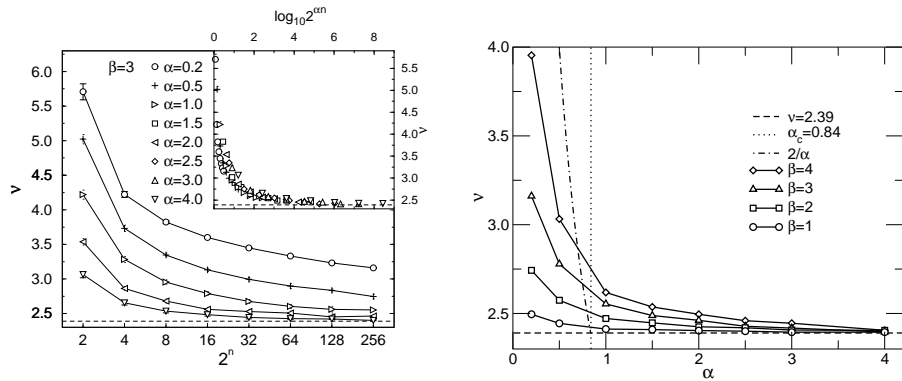 log₁₀2^αn
0 2 4 6 8
β=3
α=0.2
α=0.5
α=1.0
α=1.5
α=2.0
α=2.5
α=3.0
α=4.0
5.5
5.0
4.5
4.0
3.5
3.0
2.5
ν
6.0
5.5
5.0
4.5
4.0
3.5
3.0
2.5
ν
2 4 8 16 32 64 128 256
2ⁿ
4.0
3.5
3.0
2.5
ν
ν=2.39
α_c=0.84
2/α
β=4
β=3
β=2
β=1
0 1 2 3 4
α